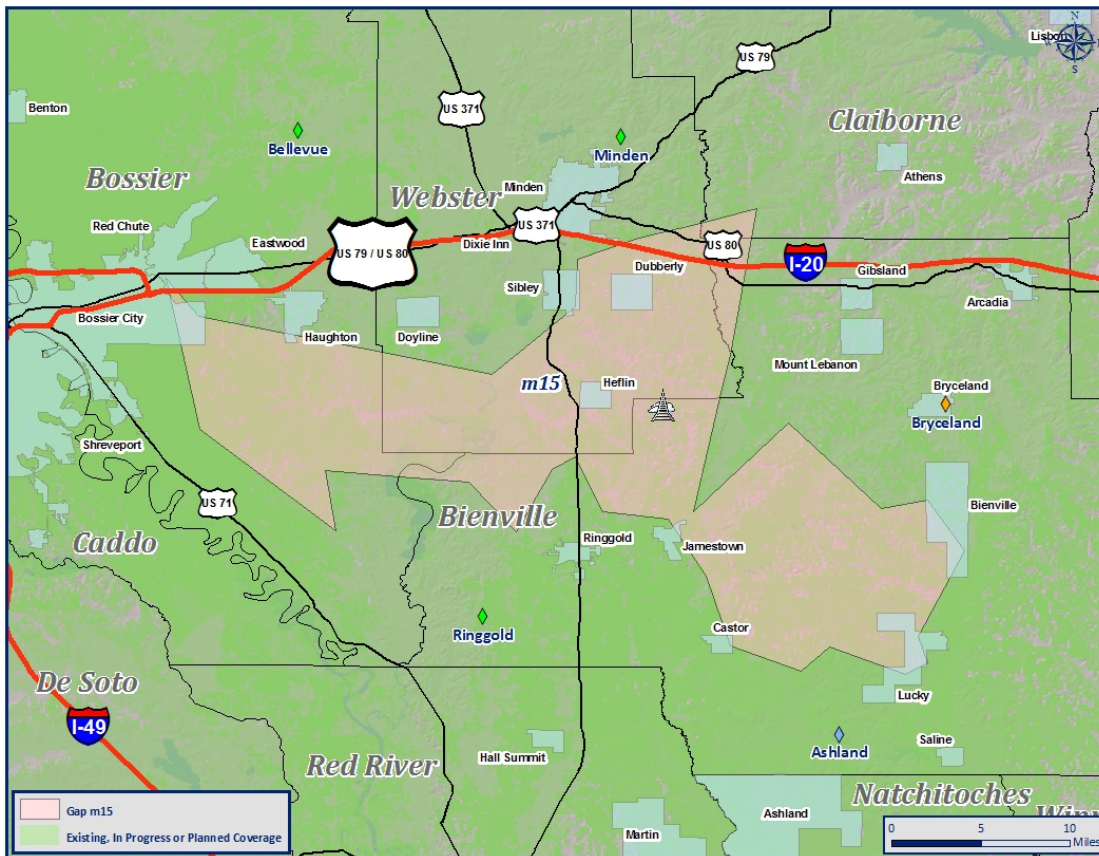 N
W
S
Lisbon
US 79
US 371
Benton
Claiborne
Bellevue
Minden
Athens
Bossier
Webster
Minden
Red Chute
US 371
Eastwood
US 79 / US 80
Dixie Inn
US 80
Dubberly
I-20
Gibsland
Sibley
Arcadia
Bossier City
Haughton
Doyline
Mount Lebanon
m15
Heflin
Bryceland
Bryceland
Shreveport
US 71
Bienville
Bienville
Caddo
Ringgold
Jamestown
Ringgold
Castor
De Soto
Lucky
I-49
Ashland
Saline
Hall Summit
Red River
Natchitoches
Gap m15
Ashland
Existing, In Progress or Planned Coverage
Martin
0 5 10
Miles